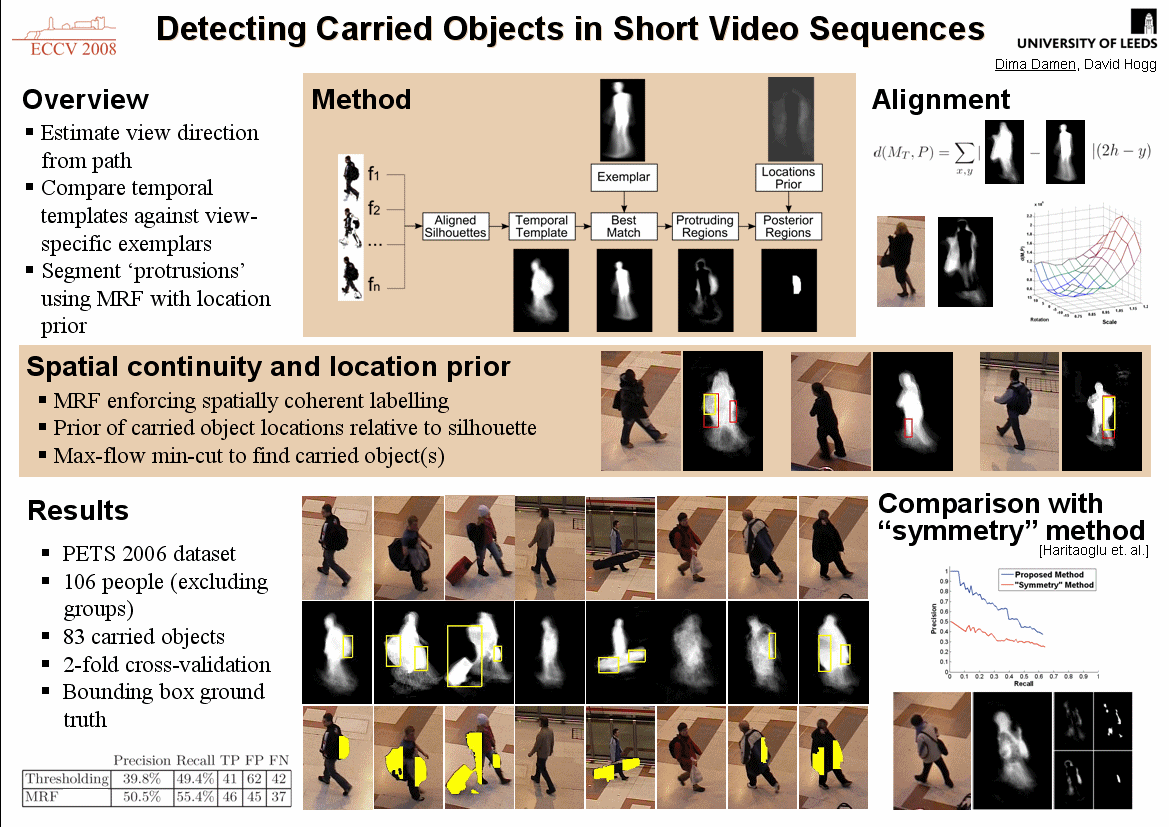 ECCV 2008
Detecting Carried Objects in Short Video Sequences
UNIVERSITY OF LEEDS
Dima Damen, David Hogg
Overview
▪ Estimate view direction
from path
▪ Compare temporal
templates against view-
specific exemplars
▪ Segment ‘protrusions’
using MRF with location
prior
Method
f1
f2
...
fn
Aligned
Silhouettes
Temporal
Template
Exemplar
Best
Match
Protruding
Regions
Locations
Prior
Posterior
Regions
Alignment
d(M_T, P) = ∑_{x,y} | − |(2h − y)
Rotation
Scale
Spatial continuity and location prior
▪ MRF enforcing spatially coherent labelling
▪ Prior of carried object locations relative to silhouette
▪ Max-flow min-cut to find carried object(s)
Results
▪ PETS 2006 dataset
▪ 106 people (excluding
groups)
▪ 83 carried objects
▪ 2-fold cross-validation
▪ Bounding box ground
truth
Precision Recall TP FP FN
Thresholding 39.8% 49.4% 41 62 42
MRF 50.5% 55.4% 46 45 37
Comparison with
“symmetry” method
[Haritaoglu et. al.]
Proposed Method
"Symmetry" Method
Precision
1
0.9
0.8
0.7
0.6
0.5
0.4
0.3
0.2
0.1
0
0 0.1 0.2 0.3 0.4 0.5 0.6 0.7 0.8 0.9 1
Recall